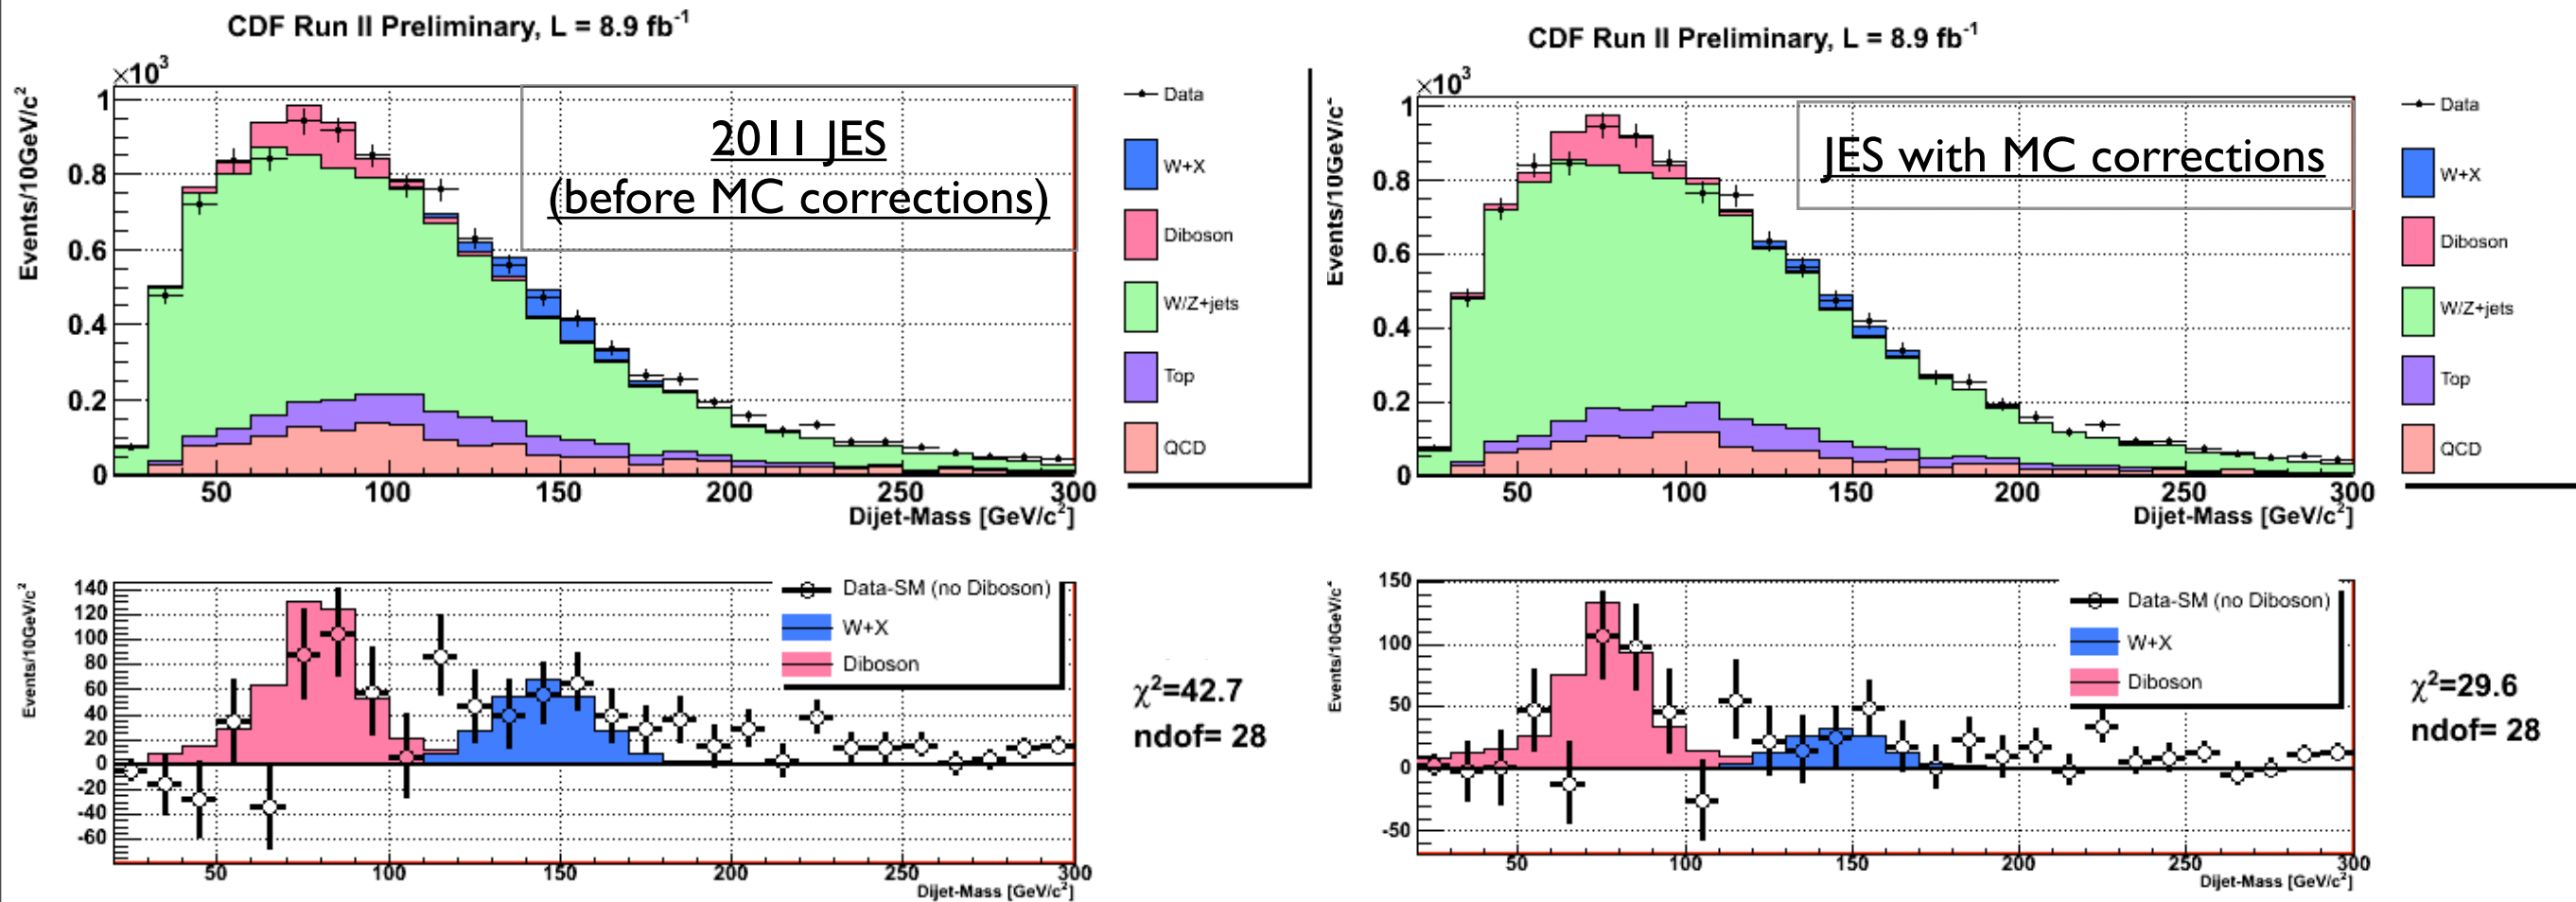 CDF Run II Preliminary, L = 8.9 fb⁻¹
×10³
Events/10GeV/c²
1
0.8
0.6
0.4
0.2
0
2011 JES
(before MC corrections)
50 100 150 200 250 300
Dijet-Mass [GeV/c²]
Data
W+X
Diboson
W/Z+jets
Top
QCD
CDF Run II Preliminary, L = 8.9 fb⁻¹
×10³
Events/10GeV/c
1
0.8
0.6
0.4
0.2
0
JES with MC corrections
50 100 150 200 250 300
Dijet-Mass [GeV/c²]
Data
W+X
Diboson
W/Z+jets
Top
QCD
Events/10GeV/c²
140
120
100
80
60
40
20
0
-20
-40
-60
Data-SM (no Diboson)
W+X
Diboson
50 100 150 200 250 300
Dijet-Mass [GeV/c²]
χ²=42.7
ndof= 28
Events/10GeV/c
150
100
50
0
-50
Data-SM (no Diboson)
W+X
Diboson
50 100 150 200 250 300
Dijet-Mass [GeV/c²]
χ²=29.6
ndof= 28